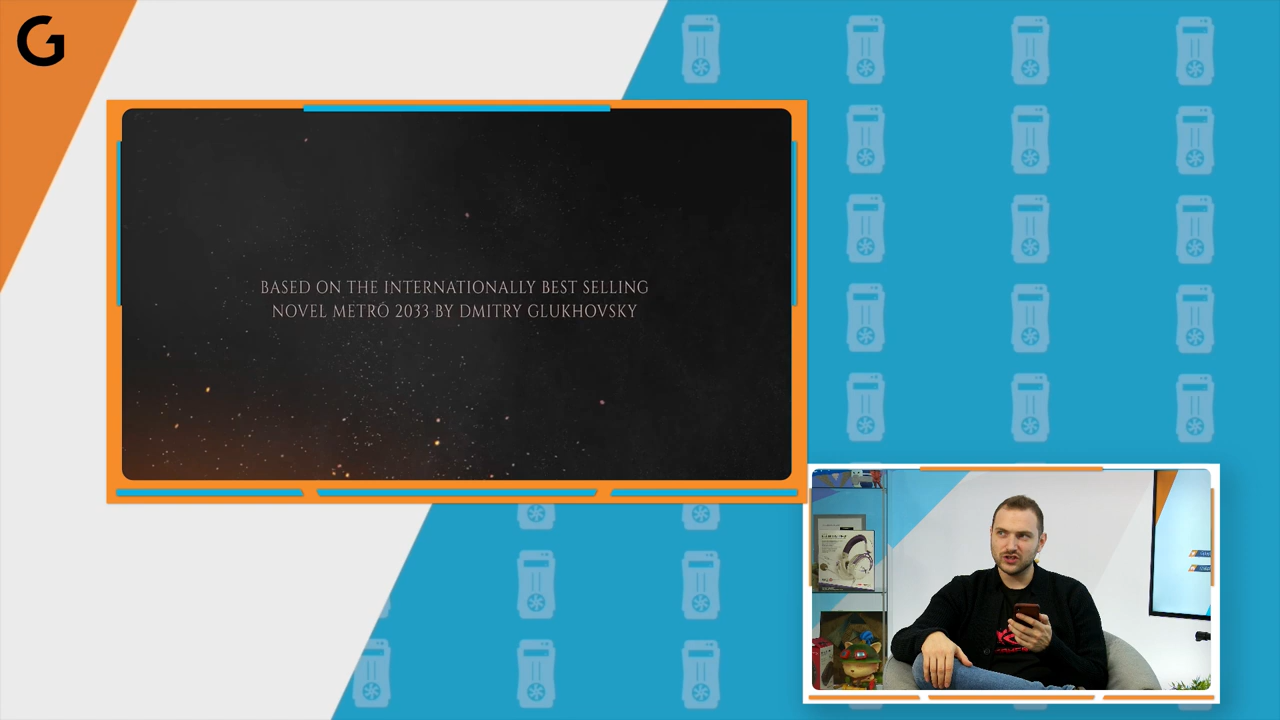 G
BASED ON THE INTERNATIONALLY BEST SELLING
NOVEL METRO 2033 BY DMITRY GLUKHOVSKY